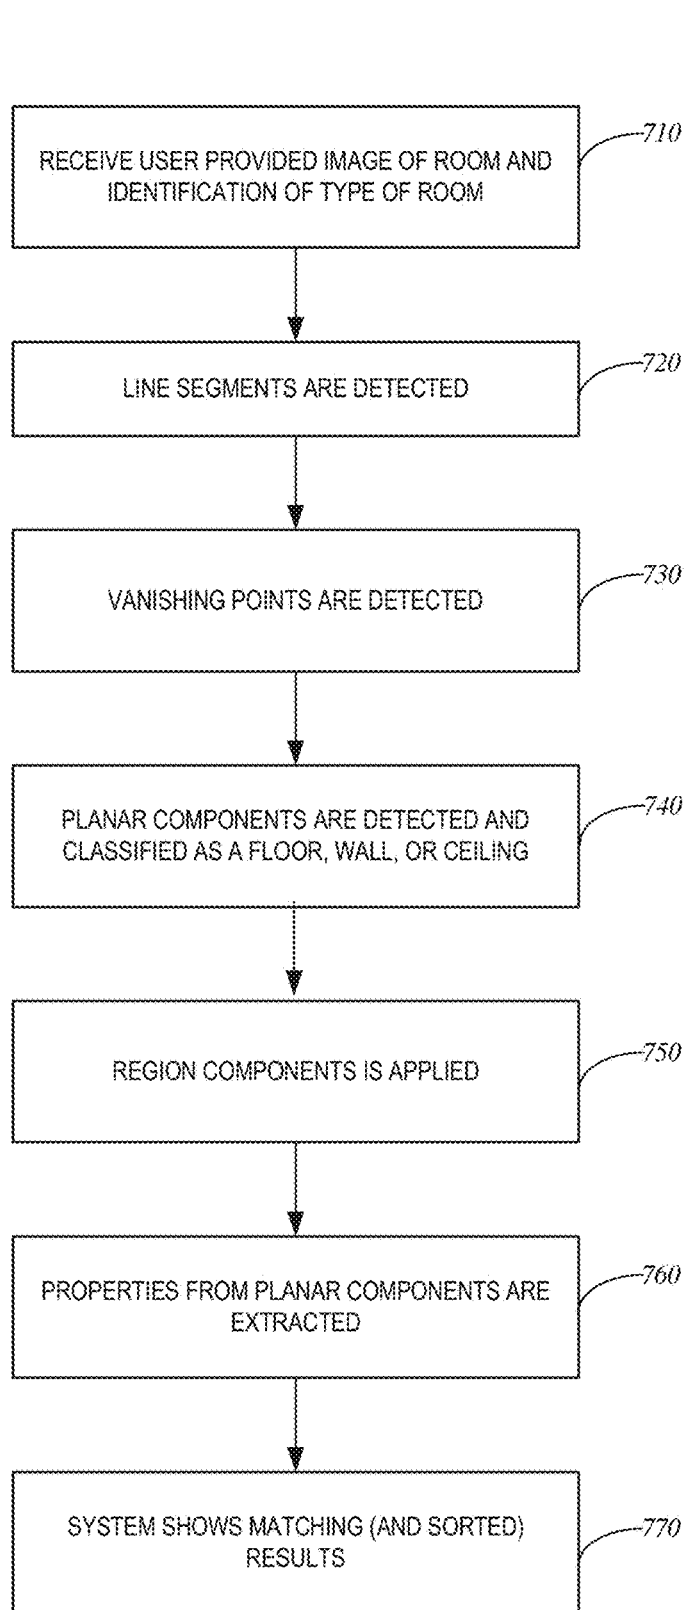 710
RECEIVE USER PROVIDED IMAGE OF ROOM AND
IDENTIFICATION OF TYPE OF ROOM
720
LINE SEGMENTS ARE DETECTED
730
VANISHING POINTS ARE DETECTED
740
PLANAR COMPONENTS ARE DETECTED AND
CLASSIFIED AS A FLOOR, WALL, OR CEILING
750
REGION COMPONENTS IS APPLIED
760
PROPERTIES FROM PLANAR COMPONENTS ARE
EXTRACTED
770
SYSTEM SHOWS MATCHING (AND SORTED)
RESULTS